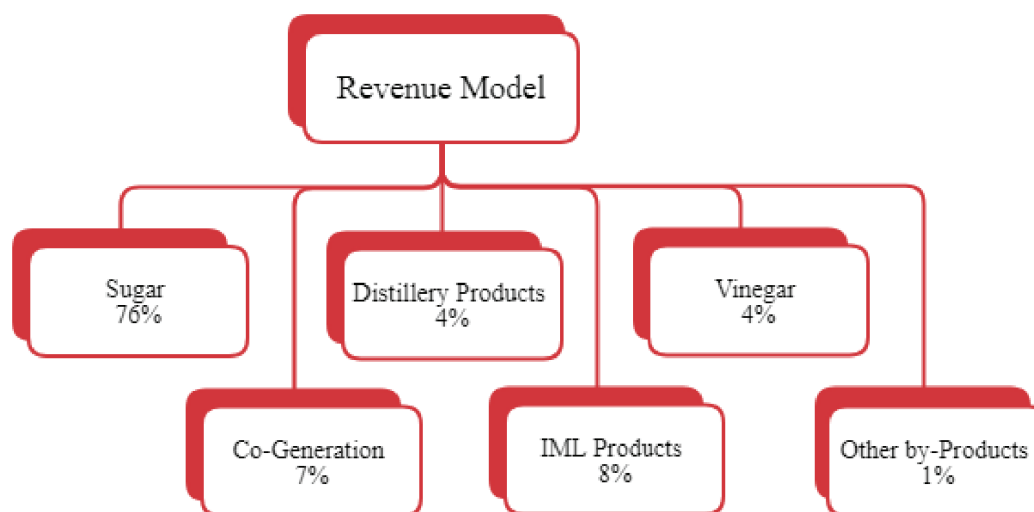 Revenue Model
Sugar
76%
Distillery Products
4%
Vinegar
4%
Co-Generation
7%
IML Products
8%
Other by-Products
1%